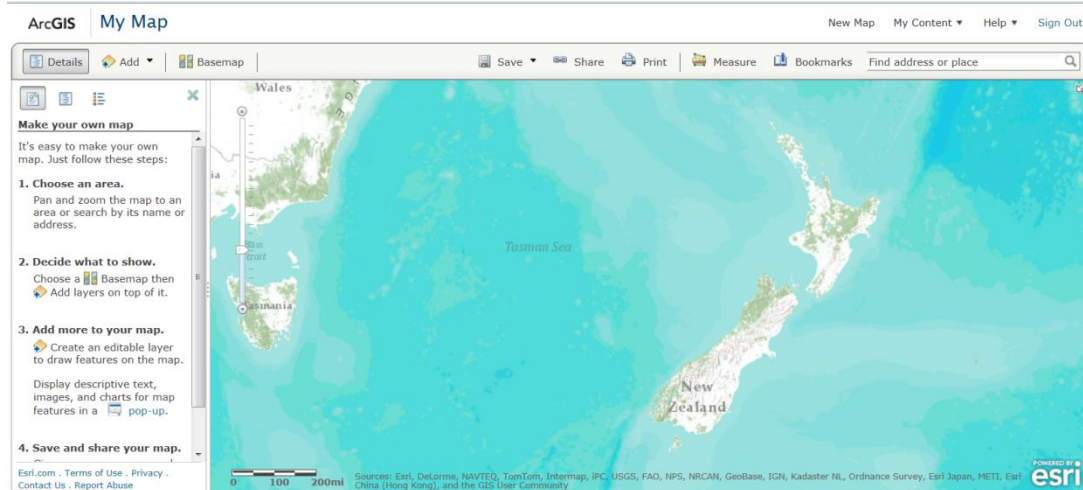 ArcGIS My Map
New Map My Content ▼ Help ▼ Sign Out
Details Add ▼ Basemap Save ▼ Share Print Measure Bookmarks Find address or place
Make your own map
It's easy to make your own
map. Just follow these steps:
1. Choose an area.
Pan and zoom the map to an
area or search by its name or
address.
2. Decide what to show.
Choose a Basemap then
Add layers on top of it.
3. Add more to your map.
Create an editable layer
to draw features on the map.
Display descriptive text,
images, and charts for map
features in a pop-up.
4. Save and share your map.
Esri.com . Terms of Use . Privacy .
Contact Us . Report Abuse
Wales
Tasman Sea
Tasmania
New
Zealand
0 100 200mi
Sources: Esri, DeLorme, NAVTEQ, TomTom, Intermap, iPC, USGS, FAO, NPS, NRCAN, GeoBase, IGN, Kadaster NL, Ordnance Survey, Esri Japan, METI, Esri
China (Hong Kong), and the GIS User Community
POWERED BY
esri